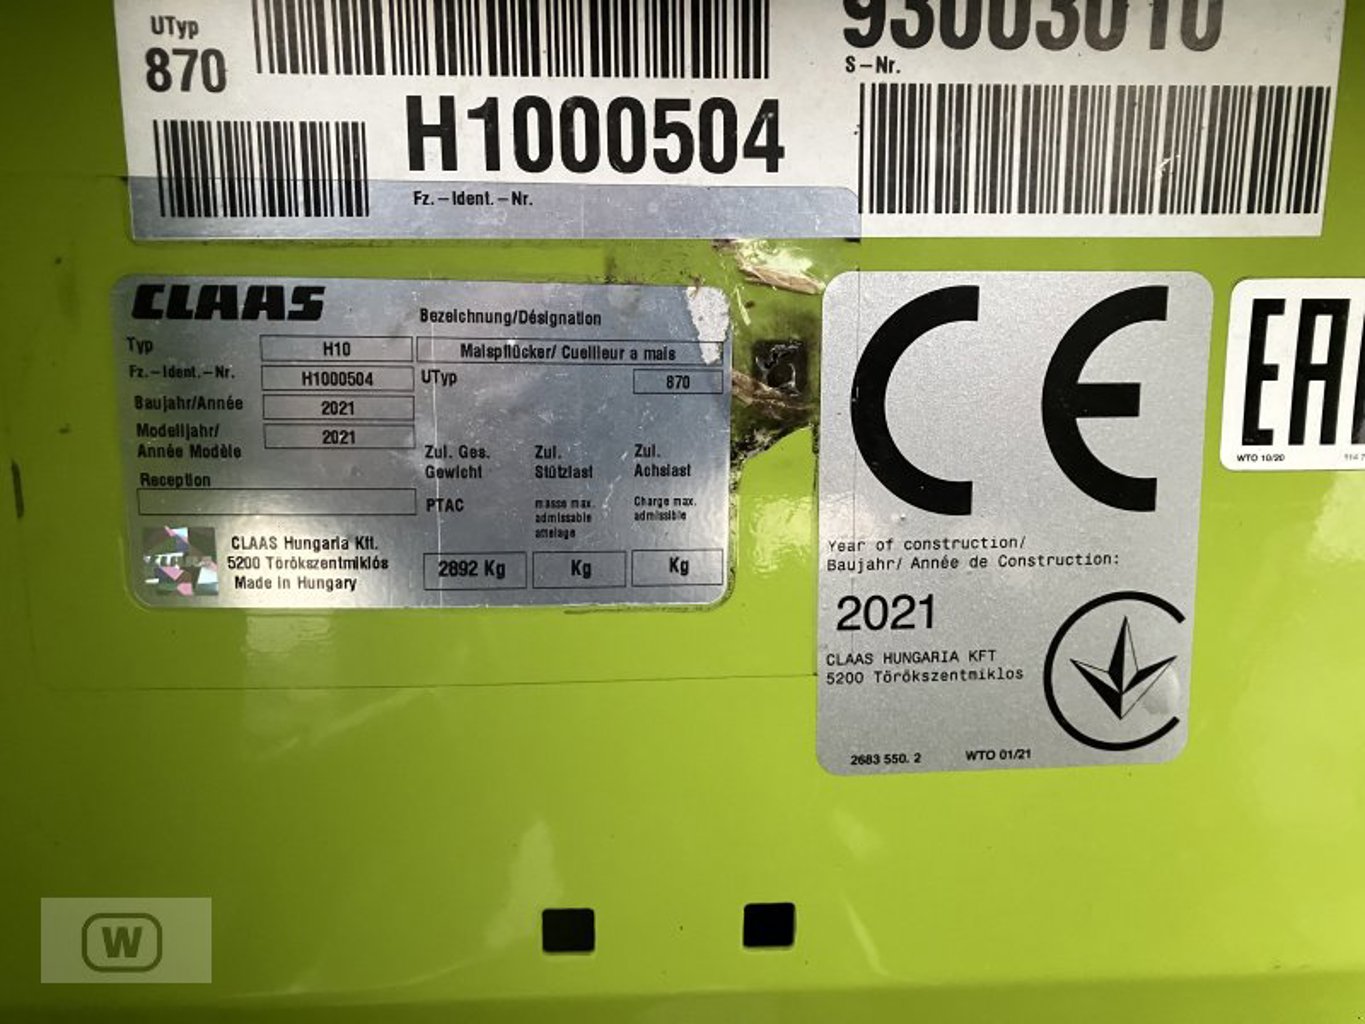 UTyp
870
H1000504
Fz.-Ident.-Nr.
93003010
S-Nr.
CLAAS
Bezeichnung/Désignation
Typ
H10
Maispflücker/ Cueilleur a mais
Fz.-Ident.-Nr.
H1000504
UTyp
870
Baujahr/Année
2021
Modelljahr/
Année Modèle
2021
Reception
Zul. Ges.
Gewicht
PTAC
2892 Kg
Zul.
Stützlast
masse max.
admissable
attelage
Kg
Zul.
Achslast
Charge max.
admissible
Kg
CLAAS Hungaria Kft.
5200 Törökszentmiklós
Made in Hungary
CE
Year of construction/
Baujahr/ Année de Construction:
2021
CLAAS HUNGARIA KFT
5200 Törökszentmiklos
2683 550. 2 WTO 01/21
EAC
WTO 10/20
W